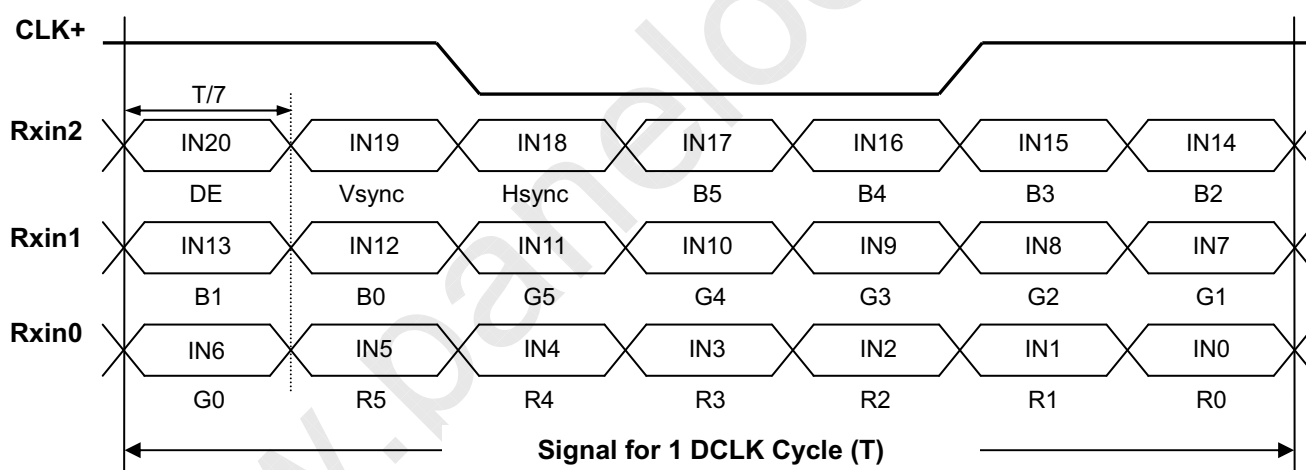 CLK+
T/7
Rxin2 IN20 IN19 IN18 IN17 IN16 IN15 IN14
DE Vsync Hsync B5 B4 B3 B2
Rxin1 IN13 IN12 IN11 IN10 IN9 IN8 IN7
B1 B0 G5 G4 G3 G2 G1
Rxin0 IN6 IN5 IN4 IN3 IN2 IN1 IN0
G0 R5 R4 R3 R2 R1 R0
Signal for 1 DCLK Cycle (T)
.panelo